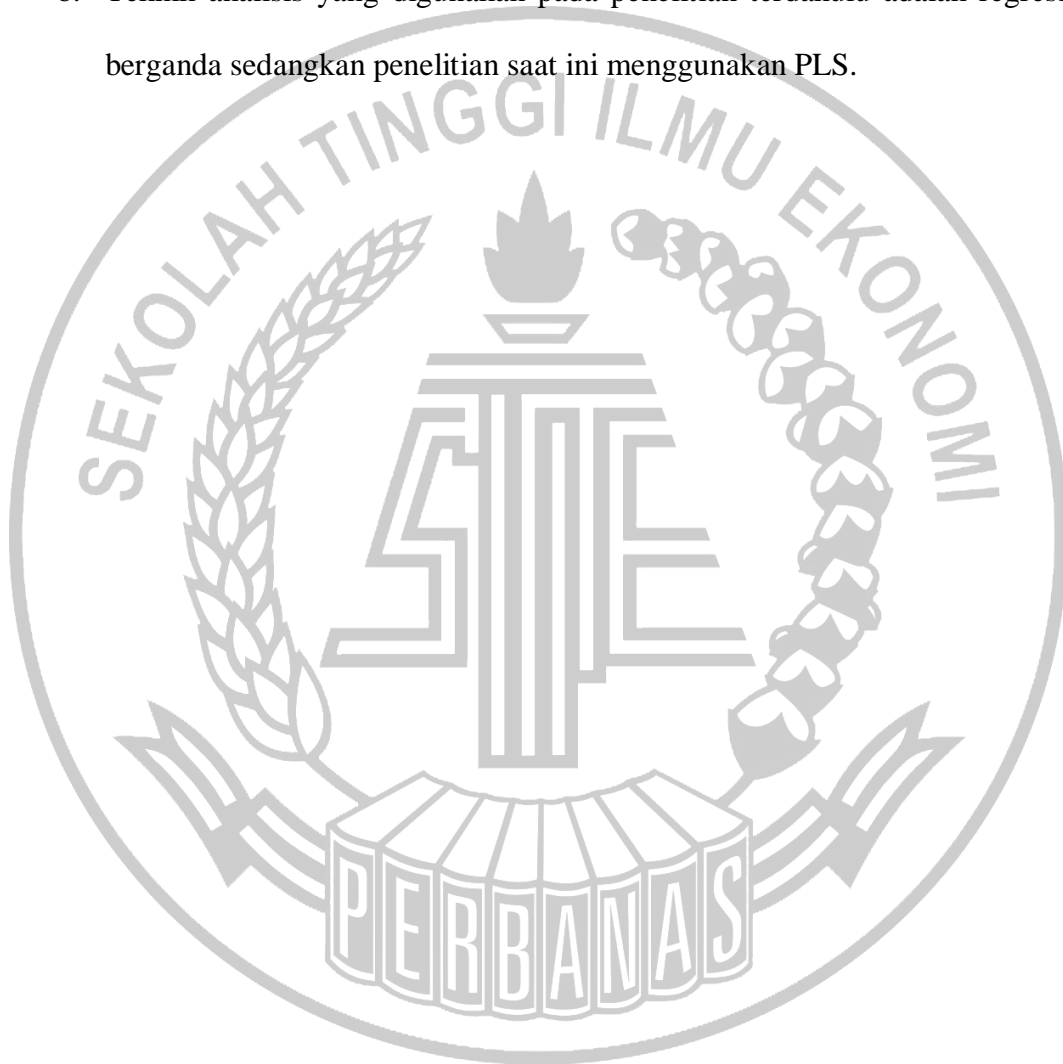 Teknik analisis yang digunakan pada penelitian terdahulu adalah regresi
berganda sedangkan penelitian saat ini menggunakan PLS.
SEKOLAH TINGGI ILMU EKONOMI
STIE
PERBANAS